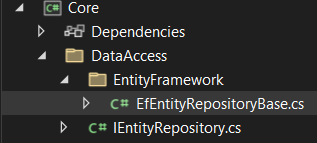 Core
Dependencies
DataAccess
EntityFramework
EfEntityRepositoryBase.cs
IEntityRepository.cs